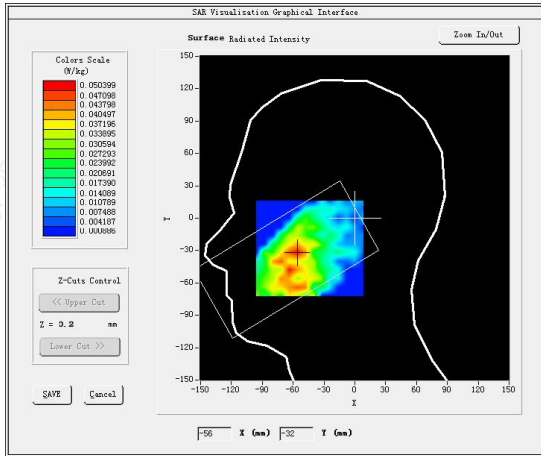 SAR Visualisation Graphical Interface
Surface Radiated Intensity
Zoom In/Out
Colors Scale
(W/kg)
0.050399
0.047098
0.043798
0.040497
0.037196
0.033895
0.030594
0.027293
0.023992
0.020691
0.017390
0.014089
0.010789
0.007488
0.004187
0.000886
Z-Cuts Control
<< Upper Cut
Z = 0.2 mm
Lower Cut >>
SAVE Cancel
150
120
90
60
30
0
-30
-60
-90
-120
-150
Y
-150 -120 -90 -60 -30 0 30 60 90 120 150
X
-56 X (mm) -32 Y (mm)